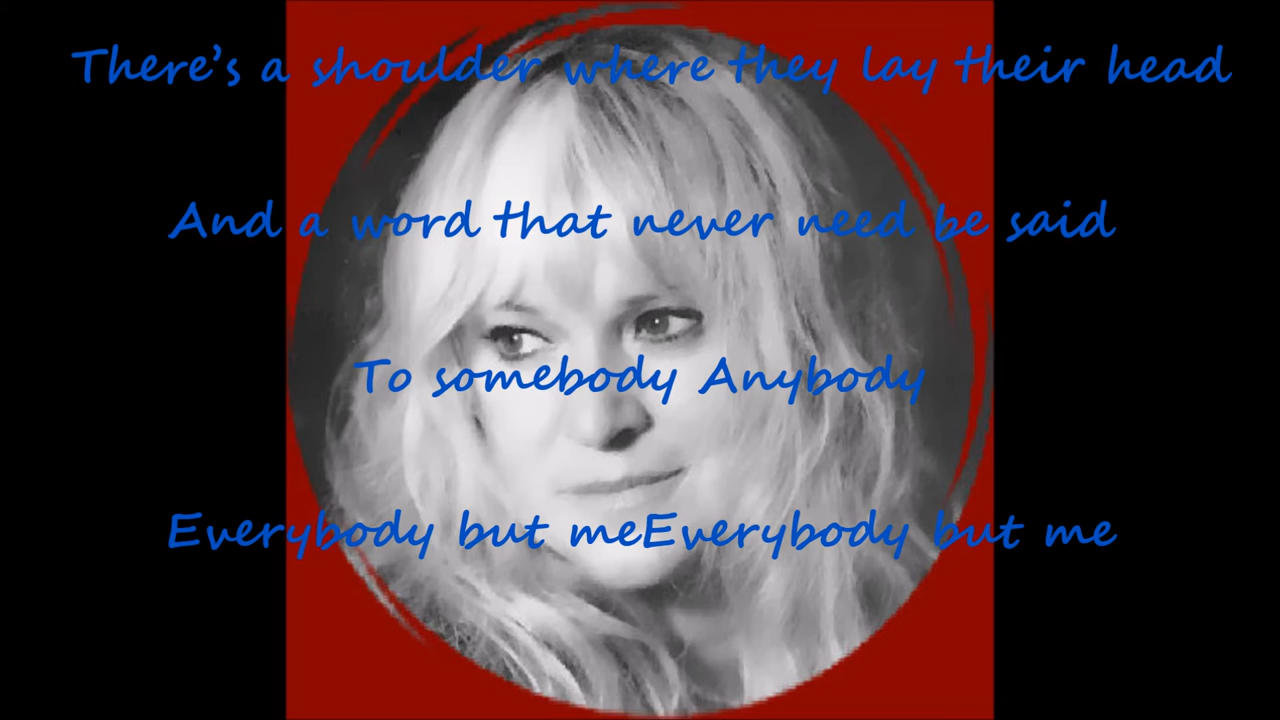 There's a shoulder where they lay their head
And a word that never need be said
To somebody Anybody
Everybody but meEverybody but me